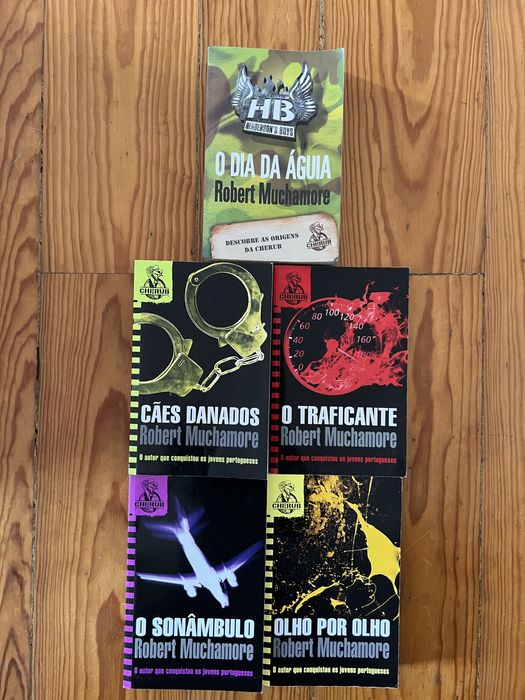 HB
HENDERSON'S BOYS
O DIA DA ÁGUIA
Robert Muchamore
DESCOBRE AS ORIGENS
DA CHERUB
CHERUB
CHERUB
CÃES DANADOS
Robert Muchamore
O autor que conquistou os jovens portugueses
CHERUB
0
20
40
60
80
100
120
140
160
180
O TRAFICANTE
Robert Muchamore
O autor que conquistou os jovens portugueses
CHERUB
O SONÂMBULO
Robert Muchamore
O autor que conquistou os jovens portugueses
CHERUB
OLHO POR OLHO
Robert Muchamore
O autor que conquistou os jovens portugueses